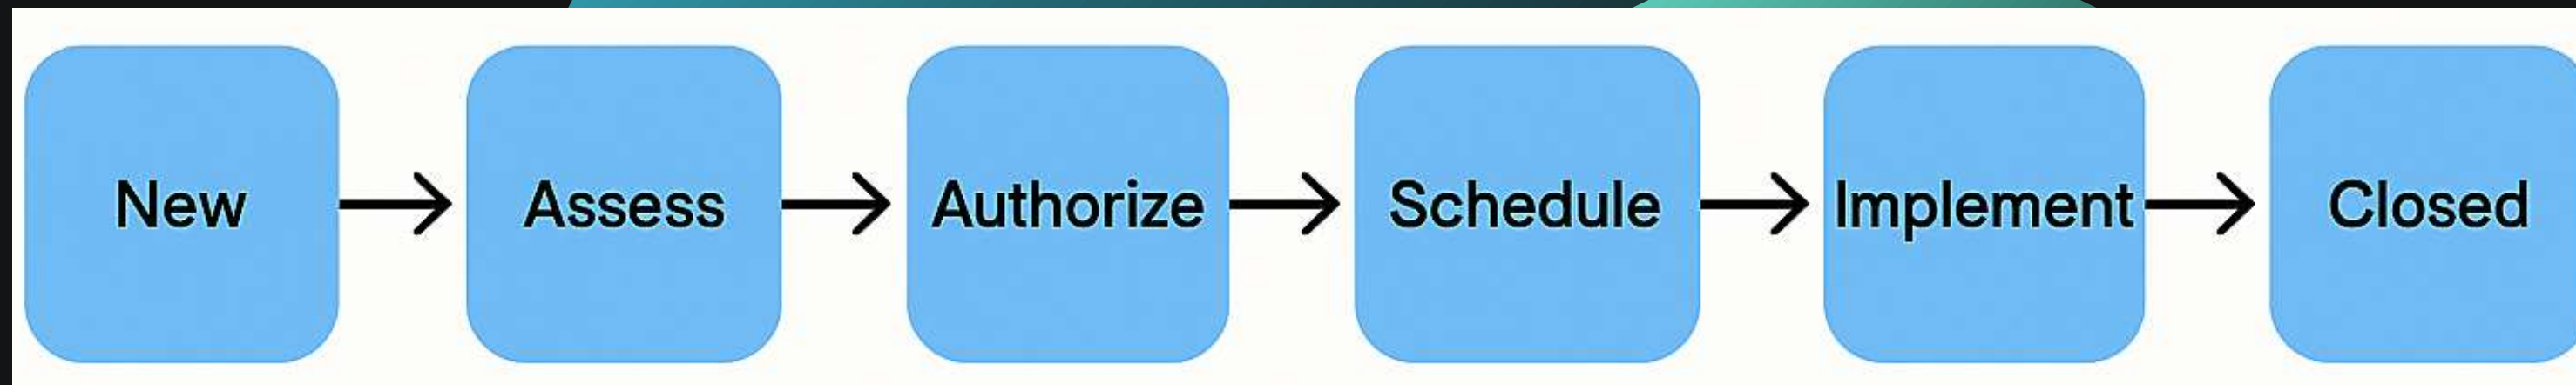 New
Assess
Authorize
Schedule
Implement
Closed